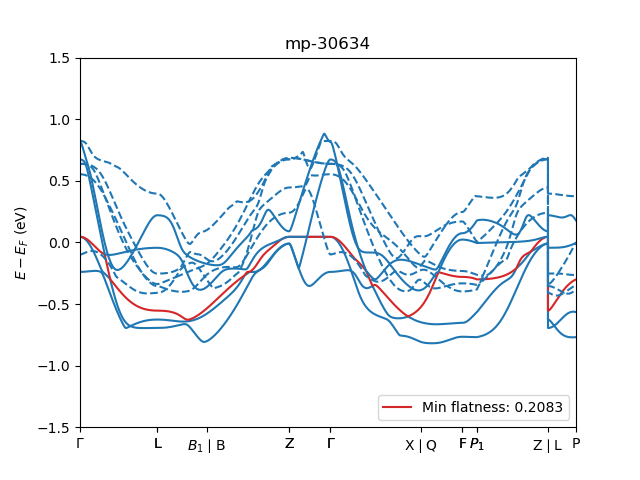 mp-30634
1.5
1.0
0.5
0.0
−0.5
−1.0
−1.5
E − E_F (eV)
Min flatness: 0.2083
Γ L B₁ | B Z Γ X | Q F P₁ Z | L P